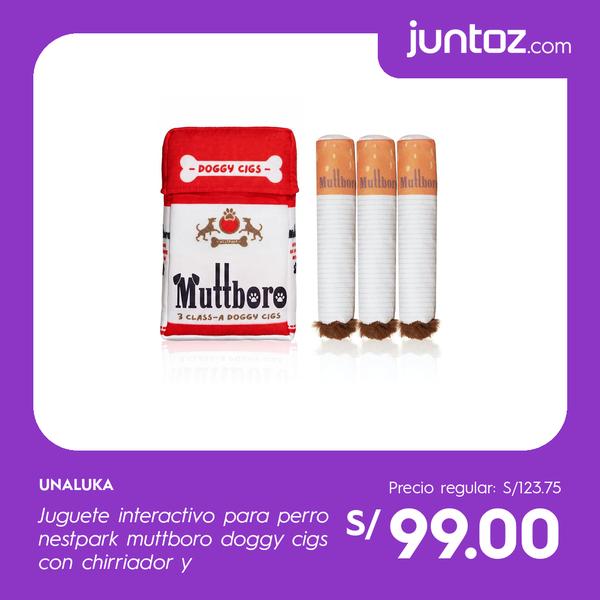 juntoz.com
- DOGGY CIGS -
Muttboro
3 CLASS-A DOGGY CIGS
Muttboro Muttboro Muttboro
UNALUKA
Juguete interactivo para perro
nestpark muttboro doggy cigs
con chirriador y
Precio regular: S/123.75
S/ 99.00